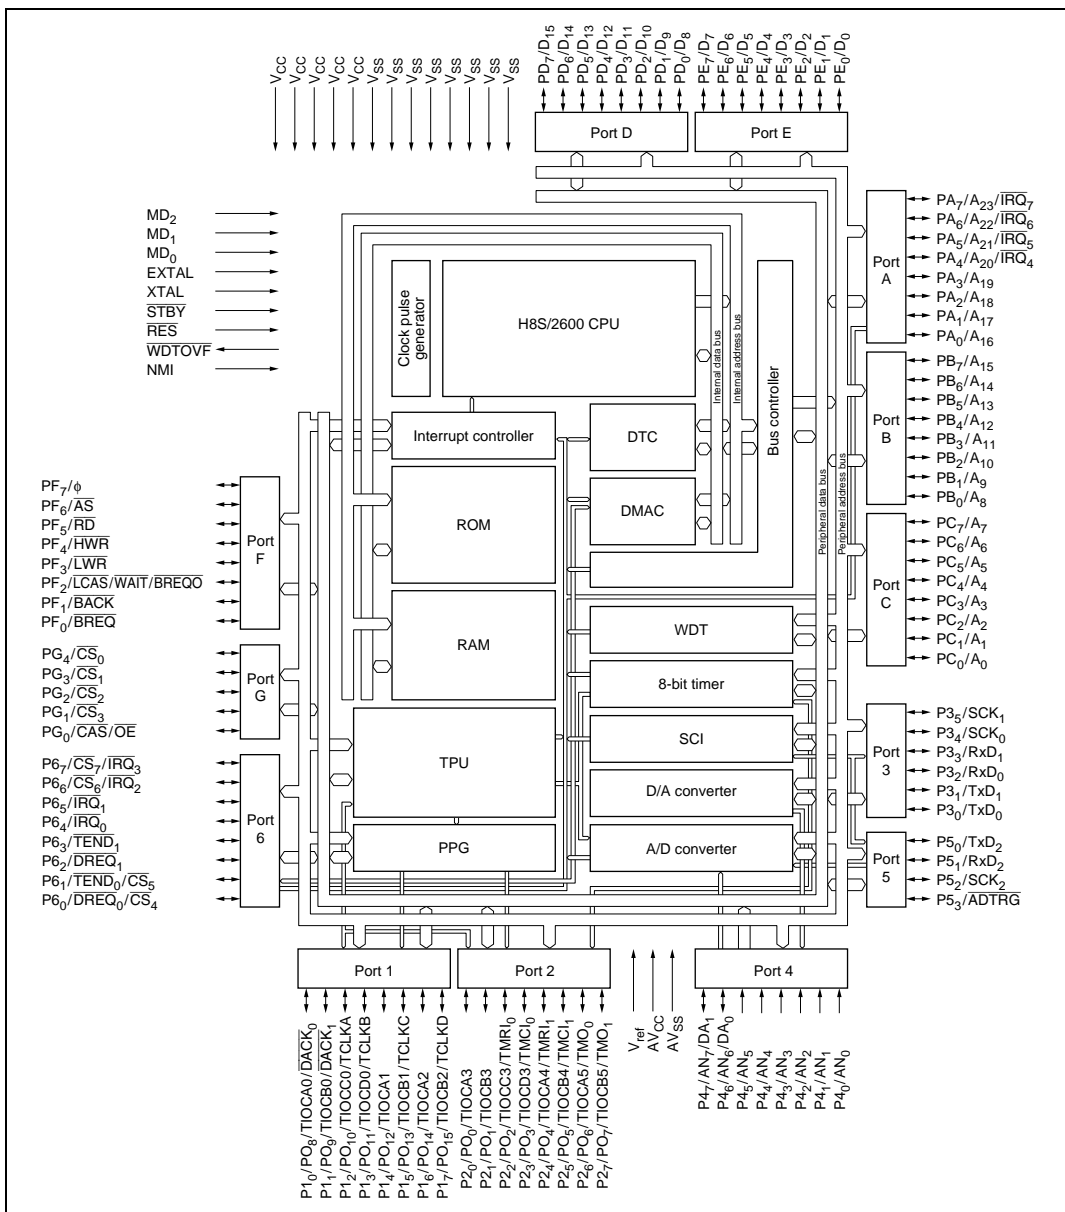 VCC
VCC
VCC
VCC
VCC
VSS
VSS
VSS
VSS
VSS
VSS
VSS
VSS
PD7/D15
PD6/D14
PD5/D13
PD4/D12
PD3/D11
PD2/D10
PD1/D9
PD0/D8
PE7/D7
PE6/D6
PE5/D5
PE4/D4
PE3/D3
PE2/D2
PE1/D1
PE0/D0
Port D
Port E
MD2
MD1
MD0
EXTAL
XTAL
STBY
RES
WDTOVF
NMI
Clock pulse
generator
H8S/2600 CPU
Internal data bus
Internal address bus
Bus controller
Peripheral data bus
Peripheral address bus
Port
A
PA7/A23/IRQ7
PA6/A22/IRQ6
PA5/A21/IRQ5
PA4/A20/IRQ4
PA3/A19
PA2/A18
PA1/A17
PA0/A16
Port
B
PB7/A15
PB6/A14
PB5/A13
PB4/A12
PB3/A11
PB2/A10
PB1/A9
PB0/A8
Interrupt controller
DTC
ROM
DMAC
PF7/ϕ
PF6/AS
PF5/RD
PF4/HWR
PF3/LWR
PF2/LCAS/WAIT/BREQO
PF1/BACK
PF0/BREQ
Port
F
Port
C
PC7/A7
PC6/A6
PC5/A5
PC4/A4
PC3/A3
PC2/A2
PC1/A1
PC0/A0
RAM
WDT
8-bit timer
PG4/CS0
PG3/CS1
PG2/CS2
PG1/CS3
PG0/CAS/OE
Port
G
TPU
SCI
D/A converter
Port
3
P35/SCK1
P34/SCK0
P33/RxD1
P32/RxD0
P31/TxD1
P30/TxD0
P67/CS7/IRQ3
P66/CS6/IRQ2
P65/IRQ1
P64/IRQ0
P63/TEND1
P62/DREQ1
P61/TEND0/CS5
P60/DREQ0/CS4
Port
6
PPG
A/D converter
Port
5
P50/TxD2
P51/RxD2
P52/SCK2
P53/ADTRG
Port 1
Port 2
Port 4
P10/PO8/TIOCA0/DACK0
P11/PO9/TIOCB0/DACK1
P12/PO10/TIOCC0/TCLKA
P13/PO11/TIOCD0/TCLKB
P14/PO12/TIOCA1
P15/PO13/TIOCB1/TCLKC
P16/PO14/TIOCA2
P17/PO15/TIOCB2/TCLKD
P20/PO0/TIOCA3
P21/PO1/TIOCB3
P22/PO2/TIOCC3/TMRI0
P23/PO3/TIOCD3/TMCI0
P24/PO4/TIOCA4/TMRI1
P25/PO5/TIOCB4/TMCI1
P26/PO6/TIOCA5/TMO0
P27/PO7/TIOCB5/TMO1
Vref
AVCC
AVSS
P47/AN7/DA1
P46/AN6/DA0
P45/AN5
P44/AN4
P43/AN3
P42/AN2
P41/AN1
P40/AN0